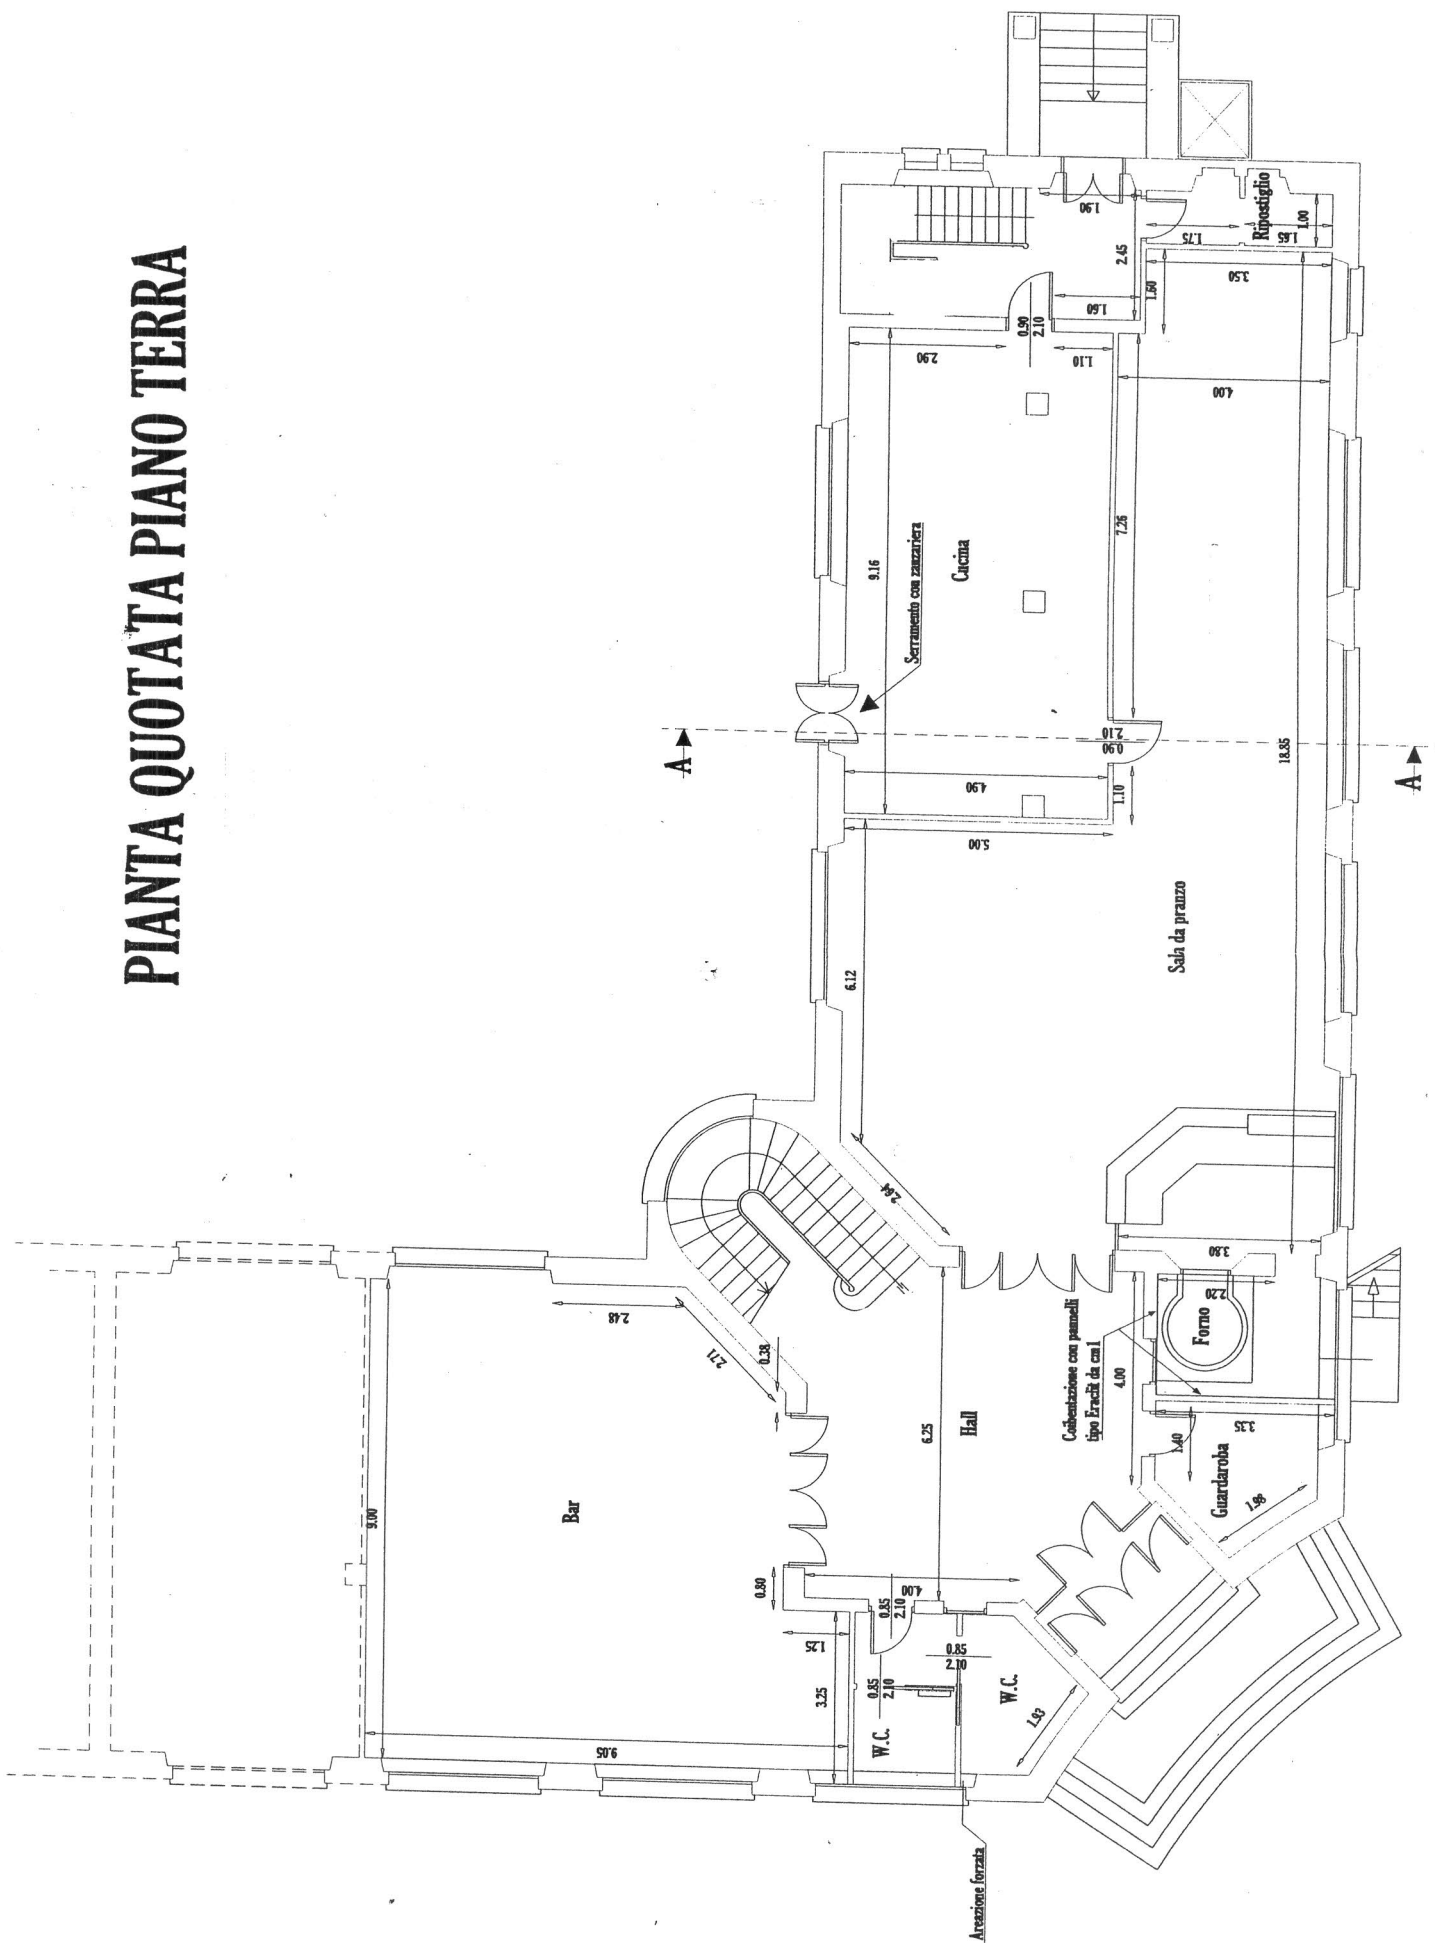 PIANTA QUOTATA PIANO TERRA
1.90
Ripostiglio
1.75
1.65
1.00
2.45
1.60
1.60
3.50
0.90
2.10
2.90
1.10
4.00
9.16
Cucina
7.26
Serramento con zanzariera
A
A
2.10
0.90
18.85
4.90
1.10
5.00
Sala da pranzo
6.12
2.64
3.80
2.20
Forno
Coibentazione con pannelli
tipo Eraclit da cm1
4.00
2.48
2.71
0.38
6.25
Hall
3.35
1.40
Guardaroba
1.98
9.00
Bar
0.80
4.00
0.85
2.10
1.25
3.25
0.85
2.10
0.85
2.10
W.C.
W.C.
1.93
9.05
Areazione forzata